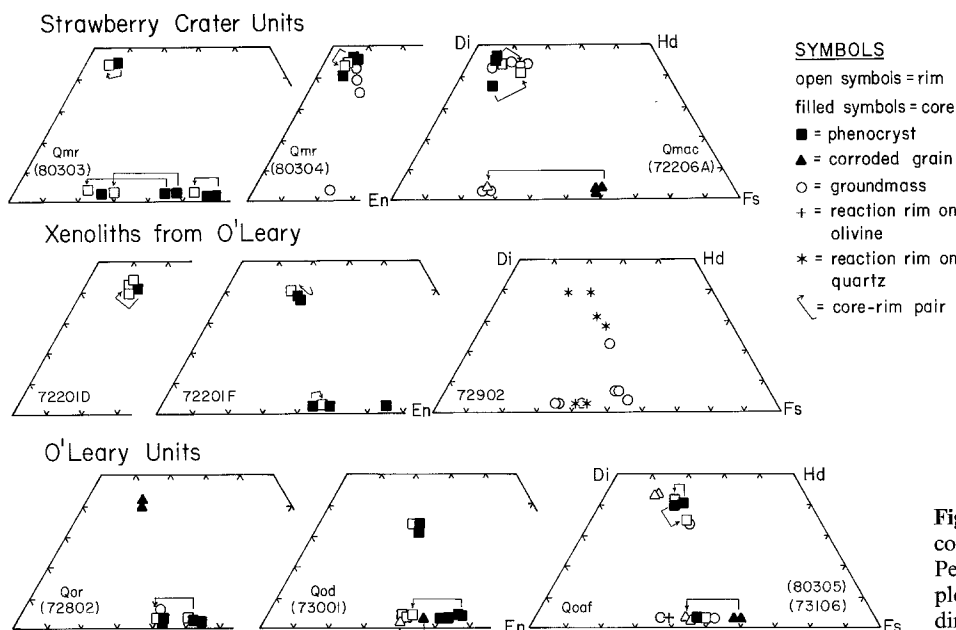 Strawberry Crater Units
Qmr
(80303)
Qmr
(80304)
En
Di
Hd
Qmac
(72206A)
Fs
SYMBOLS
open symbols = rim
filled symbols = core
■ = phenocryst
▲ = corroded grain
○ = groundmass
+ = reaction rim on
olivine
* = reaction rim on
quartz
= core-rim pair
Xenoliths from O'Leary
72201D
72201F
En
Di
Hd
72902
Fs
O'Leary Units
Qor
(72802)
Qod
(73001)
En
Di
Hd
Qoaf
(80305)
(73106)
Fs
Fig
co
Pe
ple
di